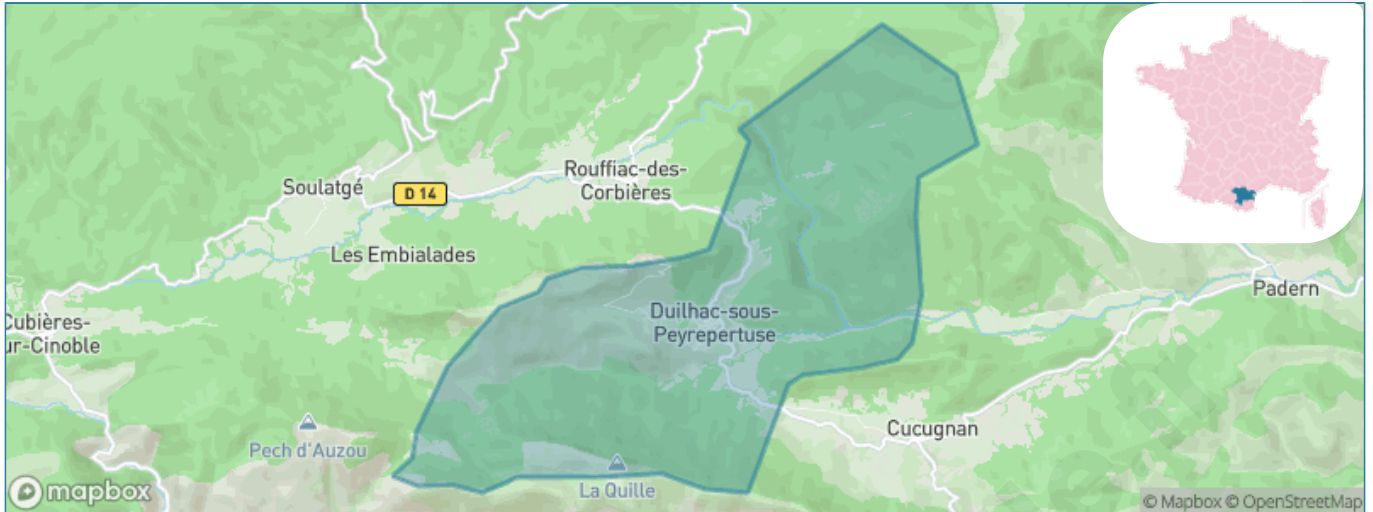 Rouffiac-des-
Corbières
Soulatgé
D 14
Les Embialades
Padern
Duilhac-sous-
Peyrepertuse
Cubières-
ur-Cinoble
Cucugnan
Pech d'Auzou
La Quille
mapbox
© Mapbox © OpenStreetMap